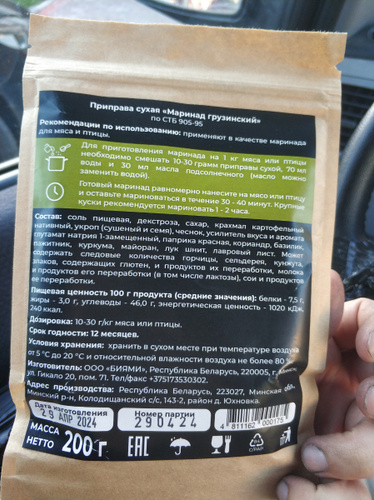 Приправа сухая «Маринад грузинский»
по СТБ 905-95
Рекомендации по использованию: применяют в качестве маринада
для мяса и птицы.
Для приготовления маринада на 1 кг мяса или птицы
необходимо смешать 10-30 грамм приправы сухой, 70 мл
воды и 30 мл масла подсолнечного (масло можно
заменить водой).
Готовый маринад равномерно нанести на мясо или птицу
и оставьте мариноваться в течение 30 - 40 минут. Крупные
куски рекомендуется мариновать 1 - 2 часа.
Состав: соль пищевая, декстроза, сахар, крахмал картофельный
нативный, укроп (сушеный и семя), чеснок, усилитель вкуса и аромата
глутамат натрия 1-замещенный, паприка красная, кориандр, базилик,
пажитник, куркума, майоран, лук шнит, лавровый лист. Может
содержать следовые количества горчицы, сельдерея, кунжута,
злаков, содержащих глютен, и продуктов их переработки, молока
и продуктов его переработки (в том числе лактозы), сои и продуктов
ее переработки.
Пищевая ценность 100 г продукта (средние значения): белки - 7,5 г,
жиры - 3,0 г, углеводы - 46,0 г, энергетическая ценность - 1020 кДж,
240 ккал.
Дозировка: 10-30 г/кг мяса или птицы.
Срок годности: 12 месяцев.
Условия хранения: хранить в сухом месте при температуре воздуха
от 5 °С до 20 °С и относительной влажности воздуха не более 80 %
Изготовитель: ООО «БИЯМИ», Республика Беларусь, 220005, г. Минск,
ул. Гикало 20, пом. 71. Тел/факс +375173530302.
Адрес производства: Республика Беларусь, 223027, Минская обл.
Минский р-н, Колодищанский с/с, 143-2, район д. Юхновка.
Дата изготовления
29 АПР 2024
Номер партии
290424
МАССА
НЕТТО 200 г
EAC
4 811162 000175